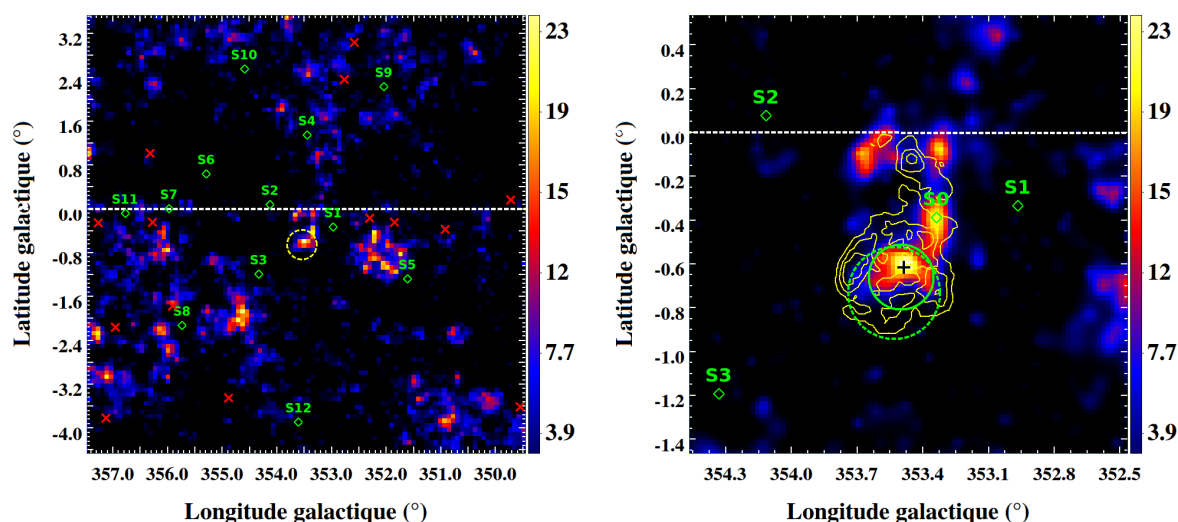 3.2
2.4
1.6
0.8
0.0
-0.8
-1.6
-2.4
-3.2
-4.0
Latitude galactique (°)
S10
S9
S4
S6
S11
S7
S2
S1
S3
S5
S8
S12
357.0
356.0
355.0
354.0
353.0
352.0
351.0
350.0
Longitude galactique (°)
23
19
15
12
7.7
3.9
0.4
0.2
0.0
-0.2
-0.4
-0.6
-0.8
-1.0
-1.2
-1.4
Latitude galactique (°)
S2
S1
S0
S3
354.3
354.0
353.7
353.4
353.1
352.8
352.5
Longitude galactique (°)
23
19
15
12
7.7
3.9